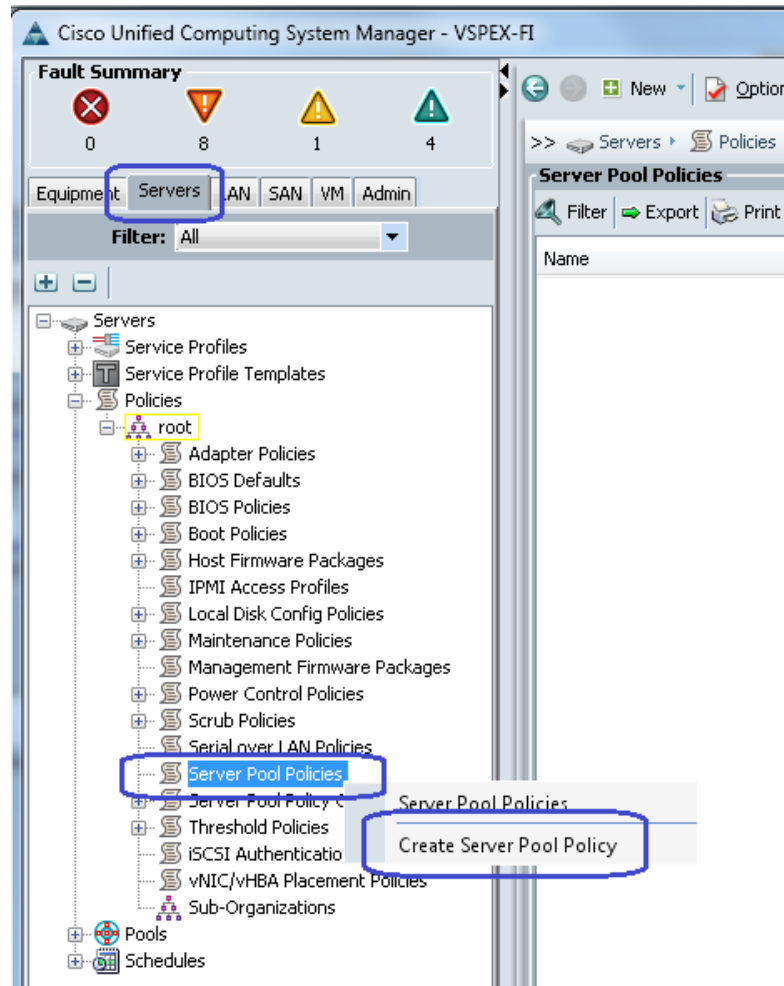 Cisco Unified Computing System Manager - VSPEX-FI
Fault Summary
0 8 1 4
Equipment Servers LAN SAN VM Admin
Filter: All
Servers
Service Profiles
Service Profile Templates
Policies
root
Adapter Policies
BIOS Defaults
BIOS Policies
Boot Policies
Host Firmware Packages
IPMI Access Profiles
Local Disk Config Policies
Maintenance Policies
Management Firmware Packages
Power Control Policies
Scrub Policies
Serial over LAN Policies
Server Pool Policies
Server Pool Policy
Threshold Policies
iSCSI Authenticatio
vNIC/vHBA Placement Policies
Sub-Organizations
Pools
Schedules
Server Pool Policies
Create Server Pool Policy
New Option
>> Servers Policies
Server Pool Policies
Filter Export Print
Name